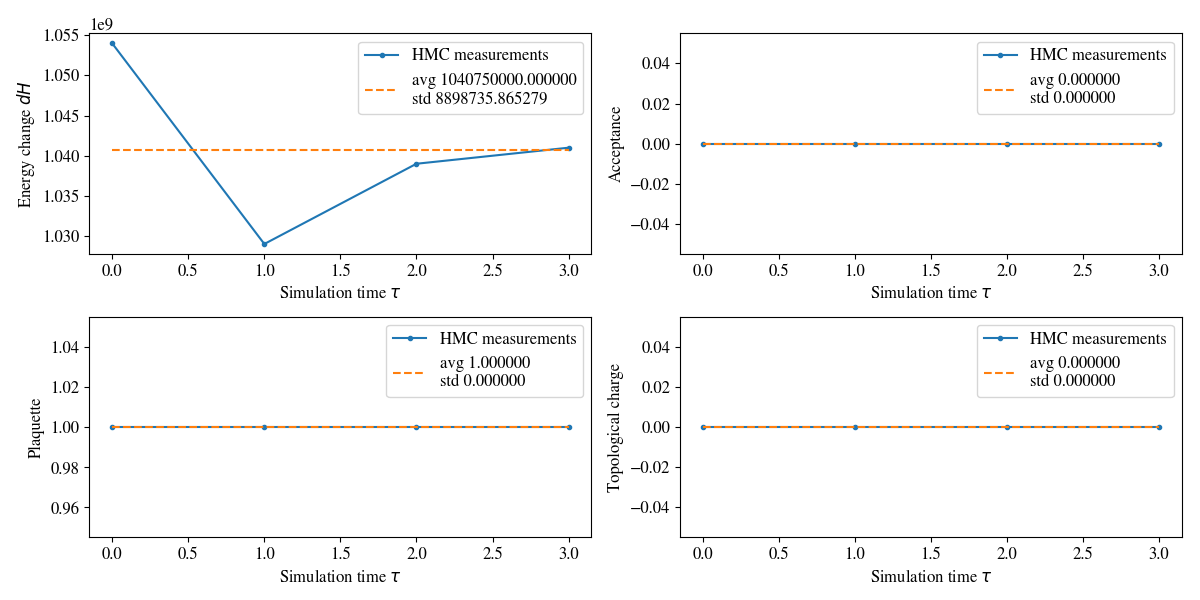 1e9
1.055
1.050
1.045
1.040
1.035
1.030
Energy change dH
HMC measurements
avg 1040750000.000000
std 8898735.865279
0.0 0.5 1.0 1.5 2.0 2.5 3.0
Simulation time τ
0.04
0.02
0.00
−0.02
−0.04
Acceptance
HMC measurements
avg 0.000000
std 0.000000
0.0 0.5 1.0 1.5 2.0 2.5 3.0
Simulation time τ
1.04
1.02
1.00
0.98
0.96
Plaquette
HMC measurements
avg 1.000000
std 0.000000
0.0 0.5 1.0 1.5 2.0 2.5 3.0
Simulation time τ
0.04
0.02
0.00
−0.02
−0.04
Topological charge
HMC measurements
avg 0.000000
std 0.000000
0.0 0.5 1.0 1.5 2.0 2.5 3.0
Simulation time τ